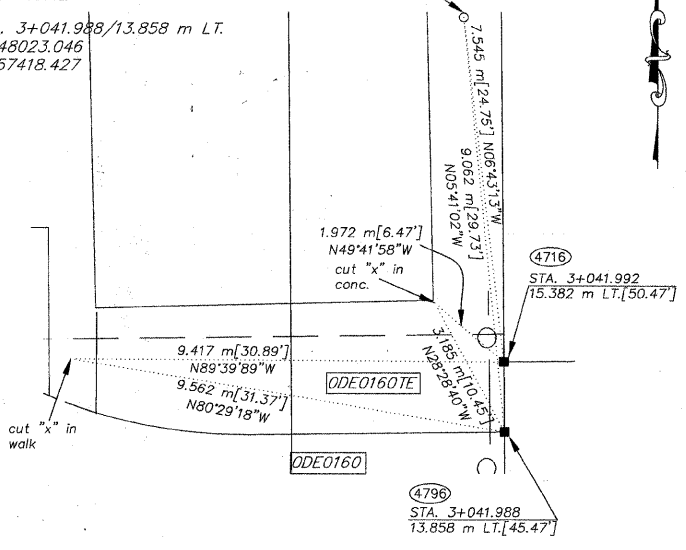 . 3+041.988/13.858 m LT.
48023.046
57418.427
7.545 m[24.75'] N06°43'13"W
9.062 m[29.73']
N05°41'02"W
1.972 m[6.47']
N49°41'58"W
cut "x" in
conc.
4716
STA. 3+041.992
15.382 m LT.[50.47']
3.185 m[10.45']
N28°28'40"W
9.417 m[30.89']
N89°39'89"W
0DE0160TE
9.562 m[31.37']
N80°29'18"W
cut "x" in
walk
0DE0160
4796
STA. 3+041.988
13.858 m LT.[45.47']